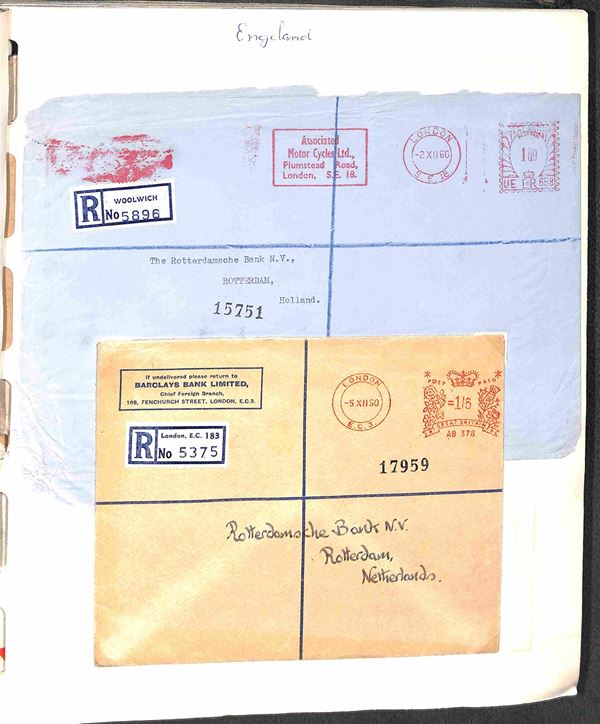 Engeland
Associated
Motor Cycles Ltd.,
Plumstead Road,
London, S.E. 18.
LONDON
-2 XII 60
S.E. 18
R
WOOLWICH
No 5896
The Rotterdamsche Bank N.V.,
ROTTERDAM,
Holland.
15751
If undelivered please return to
BARCLAYS BANK LIMITED,
Chief Foreign Branch,
168, FENCHURCH STREET, LONDON, E.C.3.
LONDON
-5 XII 60
E.C.3
POST PAID
=1/6
GREAT BRITAIN
AB 378
R
London, E.C. 183
No 5375
17959
Rotterdamsche Bank N.V.
Rotterdam,
Netherlands.